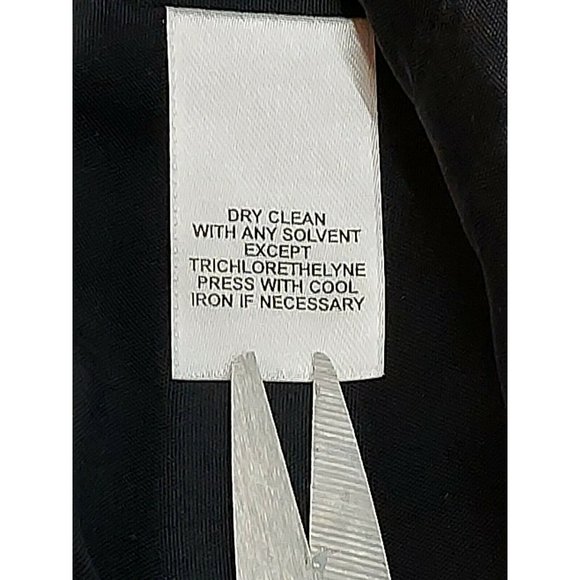 DRY CLEAN
WITH ANY SOLVENT
EXCEPT
TRICHLORETHELYNE
PRESS WITH COOL
IRON IF NECESSARY